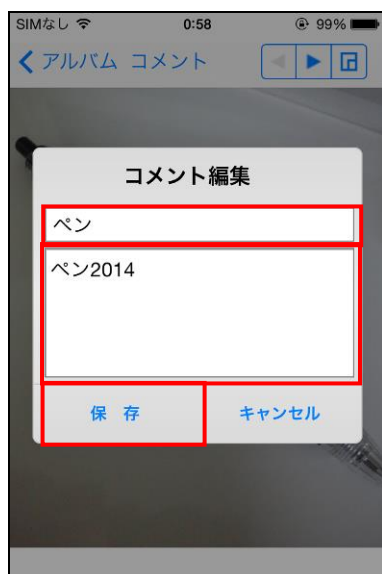 SIMなし 0:58 99%
アルバム コメント
コメント編集
ペン
ペン2014
保 存 キャンセル